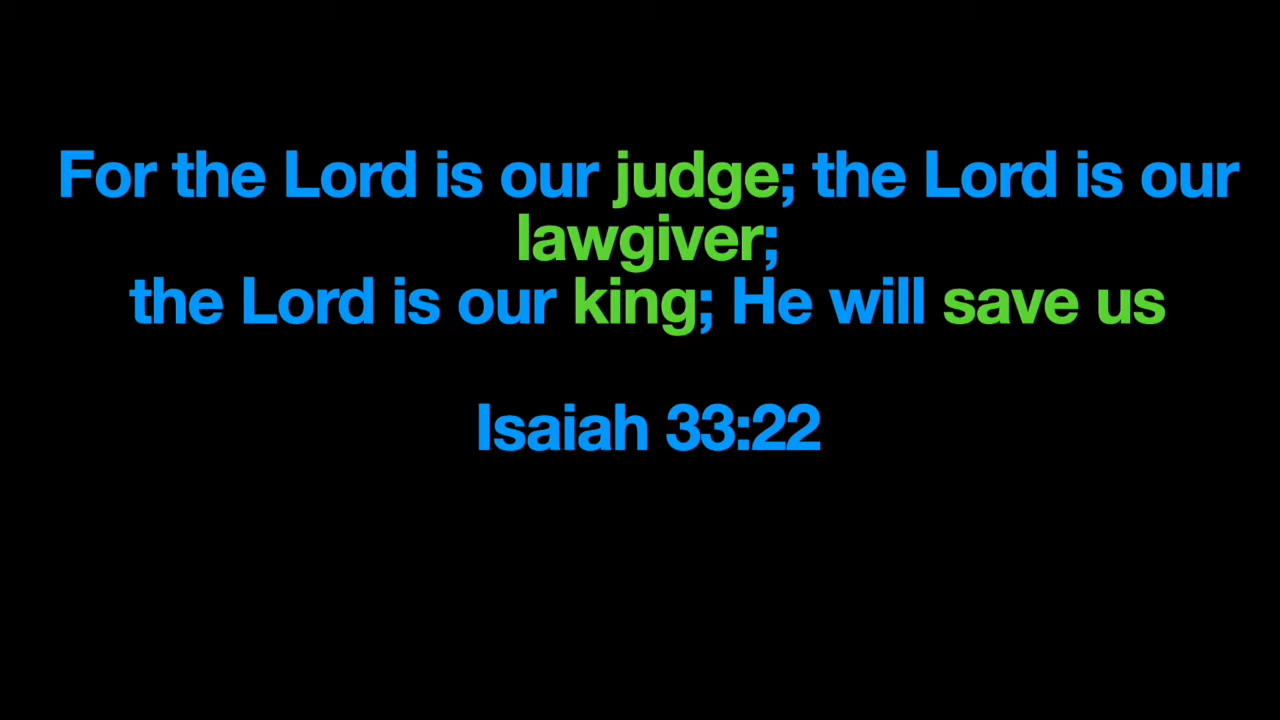 For the Lord is our judge; the Lord is our
lawgiver;
the Lord is our king; He will save us
Isaiah 33:22